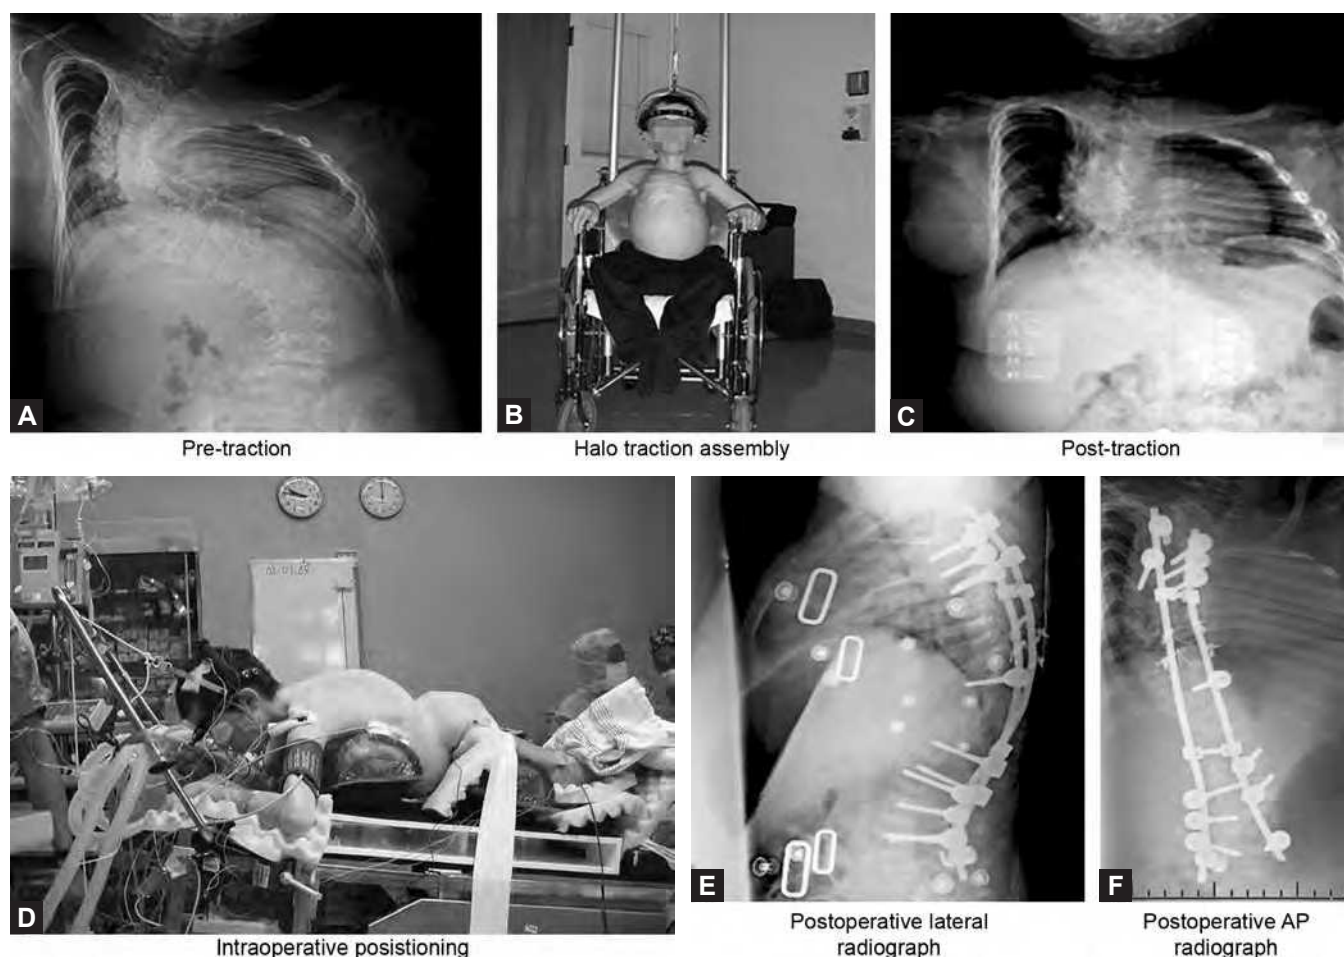 A
Pre-traction
B
Halo traction assembly
C
Post-traction
D
Intraoperative posistioning
E
Postoperative lateral
radiograph
F
Postoperative AP
radiograph